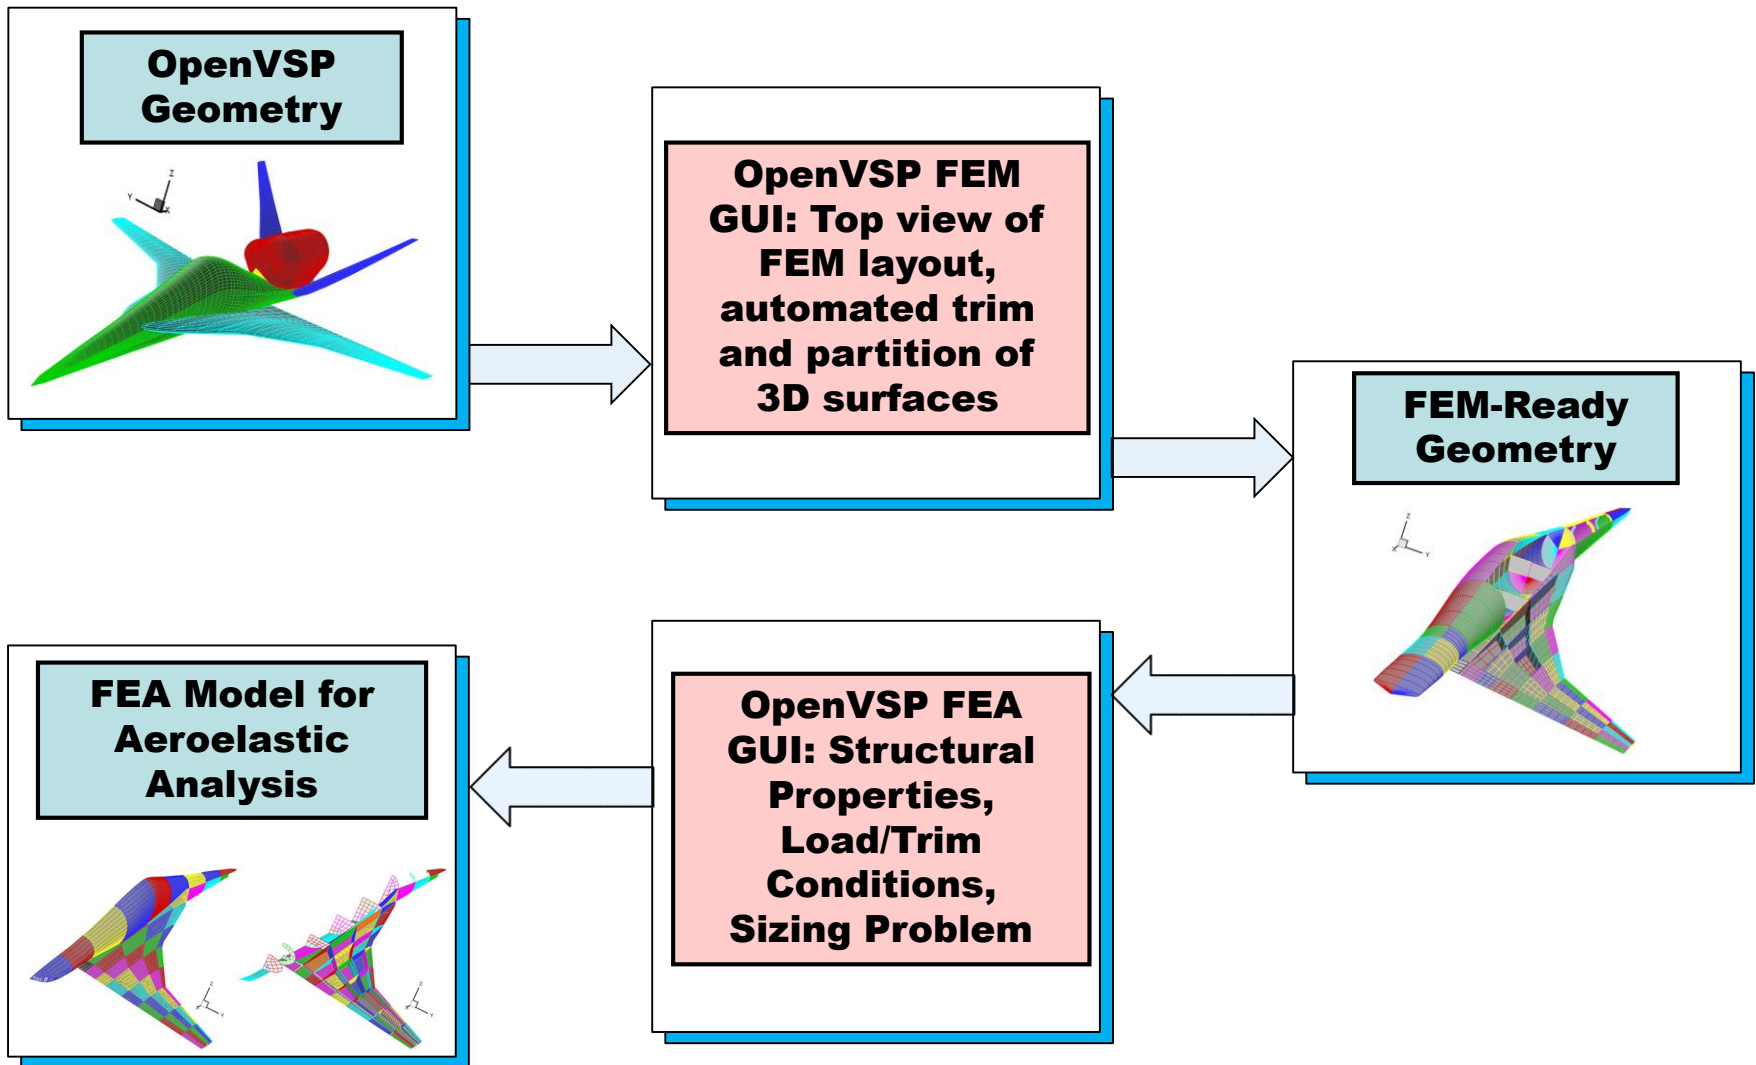 OpenVSP
Geometry
Z
Y
X
OpenVSP FEM
GUI: Top view of
FEM layout,
automated trim
and partition of
3D surfaces
FEM-Ready
Geometry
Z
X
Y
OpenVSP FEA
GUI: Structural
Properties,
Load/Trim
Conditions,
Sizing Problem
FEA Model for
Aeroelastic
Analysis
Z
X
Y
Z
X
Y